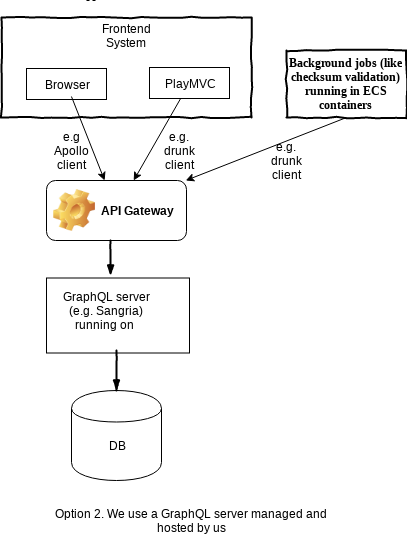 Frontend
System
Browser
PlayMVC
Background jobs (like
checksum validation)
running in ECS
containers
e.g
Apollo
client
e.g.
drunk
client
e.g.
drunk
client
API Gateway
GraphQL server
(e.g. Sangria)
running on
DB
Option 2. We use a GraphQL server managed and
hosted by us